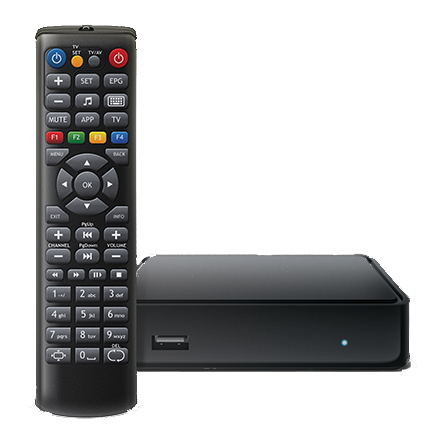 TV
SET TV/AV
+ SET EPG
−
MUTE APP TV
F1 F2 F3 F4
MENU BACK
OK
EXIT INFO
PgUp
+ +
CHANNEL PgDown VOLUME
− −
1 -./ 2 abc 3 def
4 ghi 5 jkl 6 mno
7 pqrs 8 tuv 9 wxyz
DEL
0